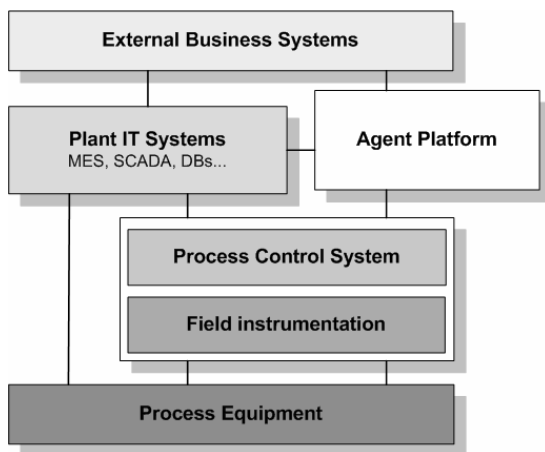 External Business Systems
Plant IT Systems
MES, SCADA, DBs...
Agent Platform
Process Control System
Field instrumentation
Process Equipment